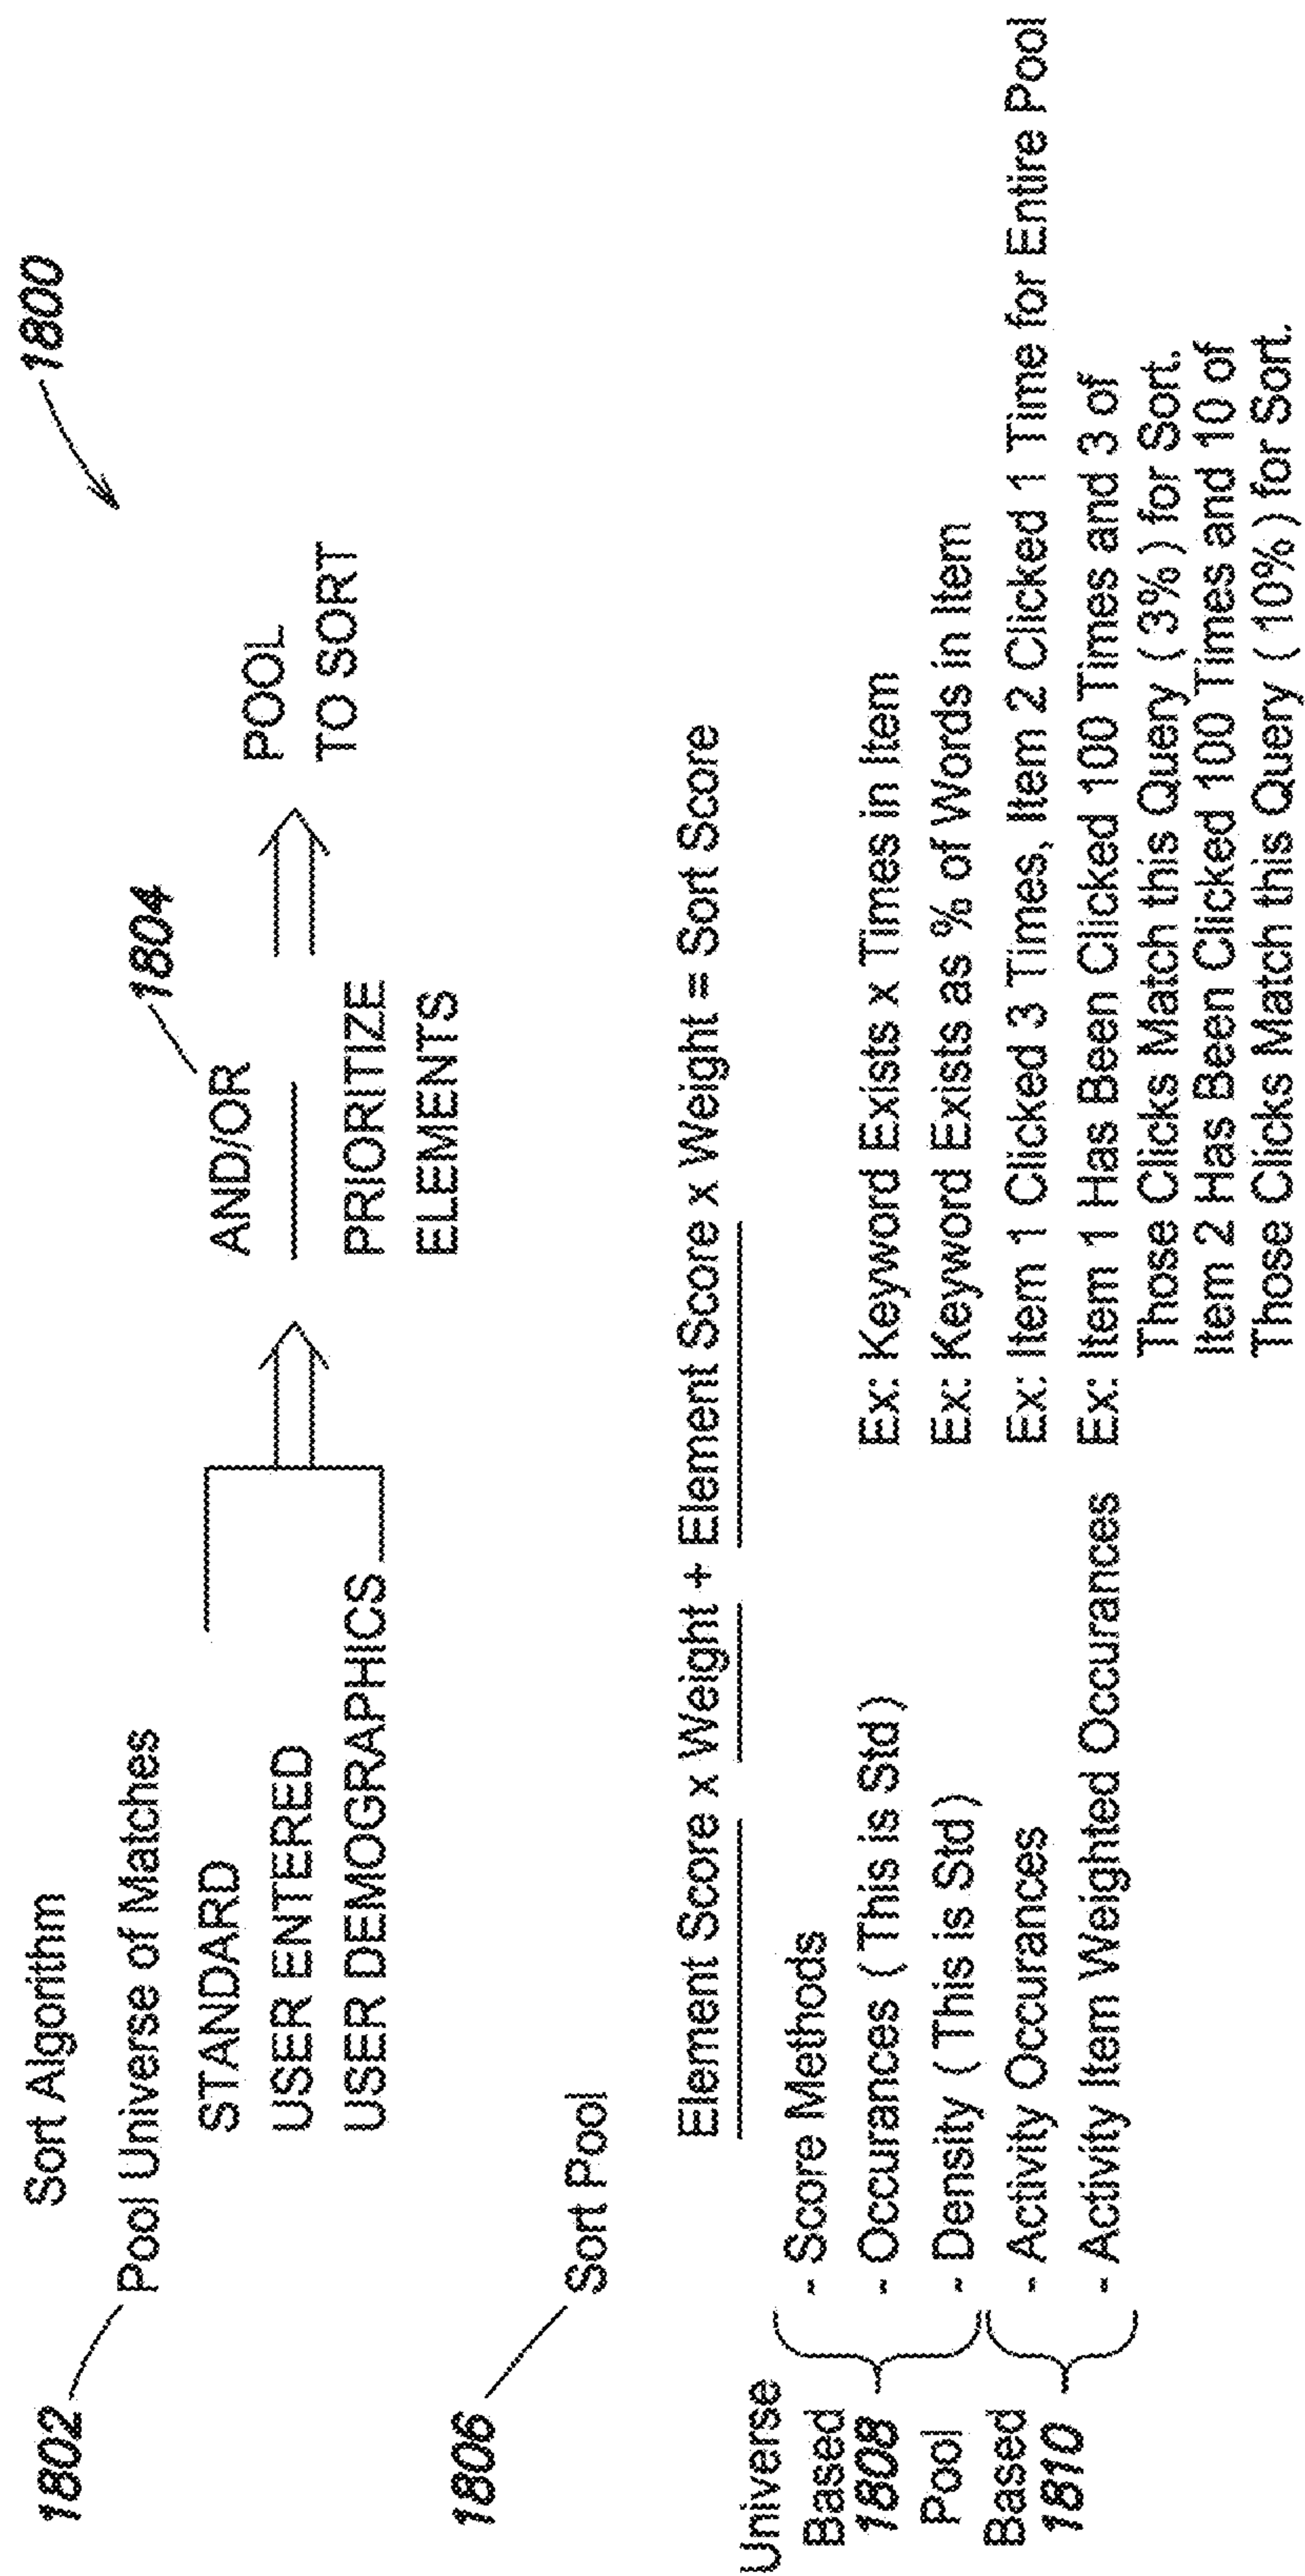 1800
Sort Algorithm
1802
Pool Universe of Matches
STANDARD
USER ENTERED
USER DEMOGRAPHICS
AND/OR
1804
PRIORITIZE
ELEMENTS
POOL
TO SORT
1806
Sort Pool
Element Score x Weight + Element Score x Weight = Sort Score
Universe
Based
1808
Pool
Based
1810
- Score Methods
- Occurances ( This is Std ) Ex: Keyword Exists x Times in Item
- Density ( This is Std ) Ex: Keyword Exists as % of Words in Item
- Activity Occurances Ex: Item 1 Clicked 3 Times, Item 2 Clicked 1 Time for Entire Pool
- Activity Item Weighted Occurances Ex: Item 1 Has Been Clicked 100 Times and 3 of
Those Clicks Match this Query ( 3% ) for Sort.
Item 2 Has Been Clicked 100 Times and 10 of
Those Clicks Match this Query ( 10% ) for Sort.